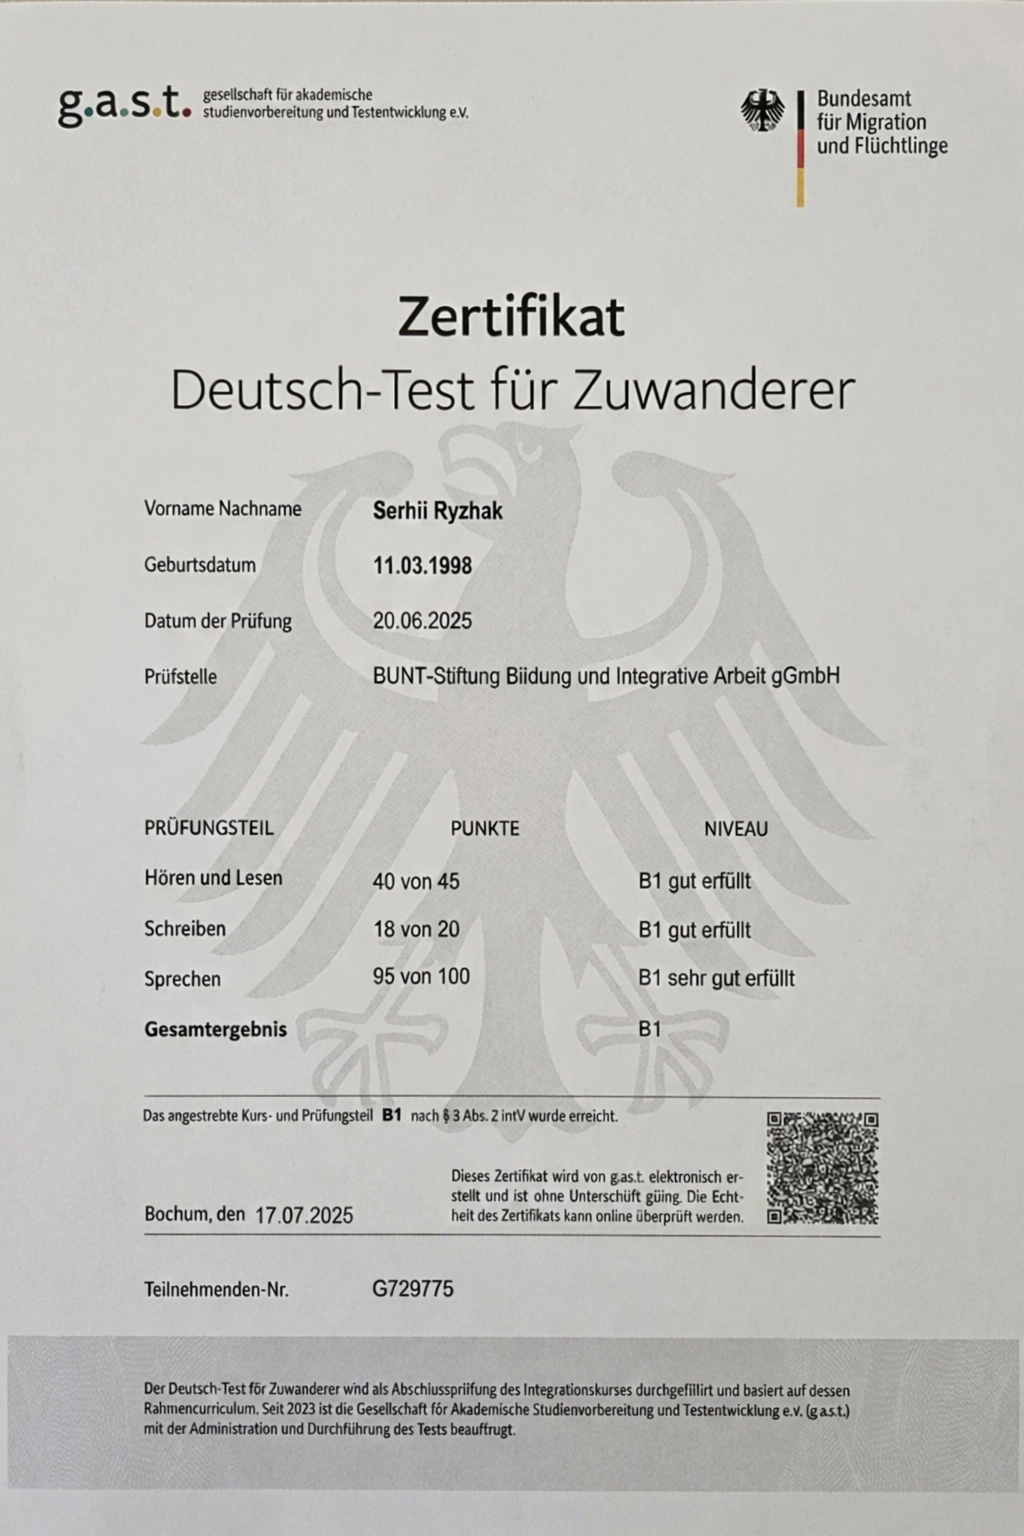 g.a.s.t. gesellschaft für akademische
studienvorbereitung und Testentwicklung e.V.
Bundesamt
für Migration
und Flüchtlinge
Zertifikat
Deutsch-Test für Zuwanderer
Vorname Nachname Serhii Ryzhak
Geburtsdatum 11.03.1998
Datum der Prüfung 20.06.2025
Prüfstelle BUNT-Stiftung Biidung und Integrative Arbeit gGmbH
PRÜFUNGSTEIL PUNKTE NIVEAU
Hören und Lesen 40 von 45 B1 gut erfüllt
Schreiben 18 von 20 B1 gut erfüllt
Sprechen 95 von 100 B1 sehr gut erfüllt
Gesamtergebnis B1
Das angestrebte Kurs- und Prüfungsteil B1 nach § 3 Abs. 2 intV wurde erreicht.
Dieses Zertifikat wird von g.as.t. elektronisch er-
stellt und ist ohne Unterschüft güing. Die Echt-
heit des Zertifikats kann online überprüft werden.
Bochum, den 17.07.2025
Teilnehmenden-Nr. G729775
Der Deutsch-Test för Zuwanderer wind als Abschiusspriifung des Integrationskurses durchgefillirt und basiert auf dessen
Rahmencurriculum. Seit 2023 ist die Gesellschaft fór Akademische Studienvorbereitung und Testentwicklung e.v. (g.a.s.t.)
mit der Administration und Durchführung des Tests beauffrugt.